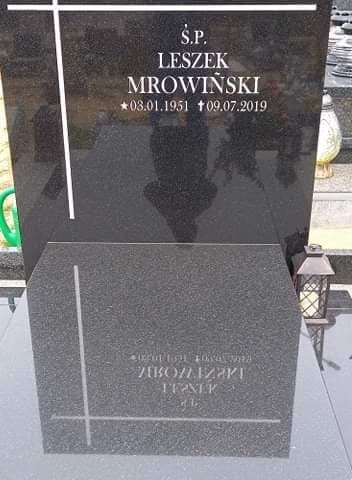 Ś.P.
LESZEK
MROWIŃSKI
★03.01.1951 ✝09.07.2019